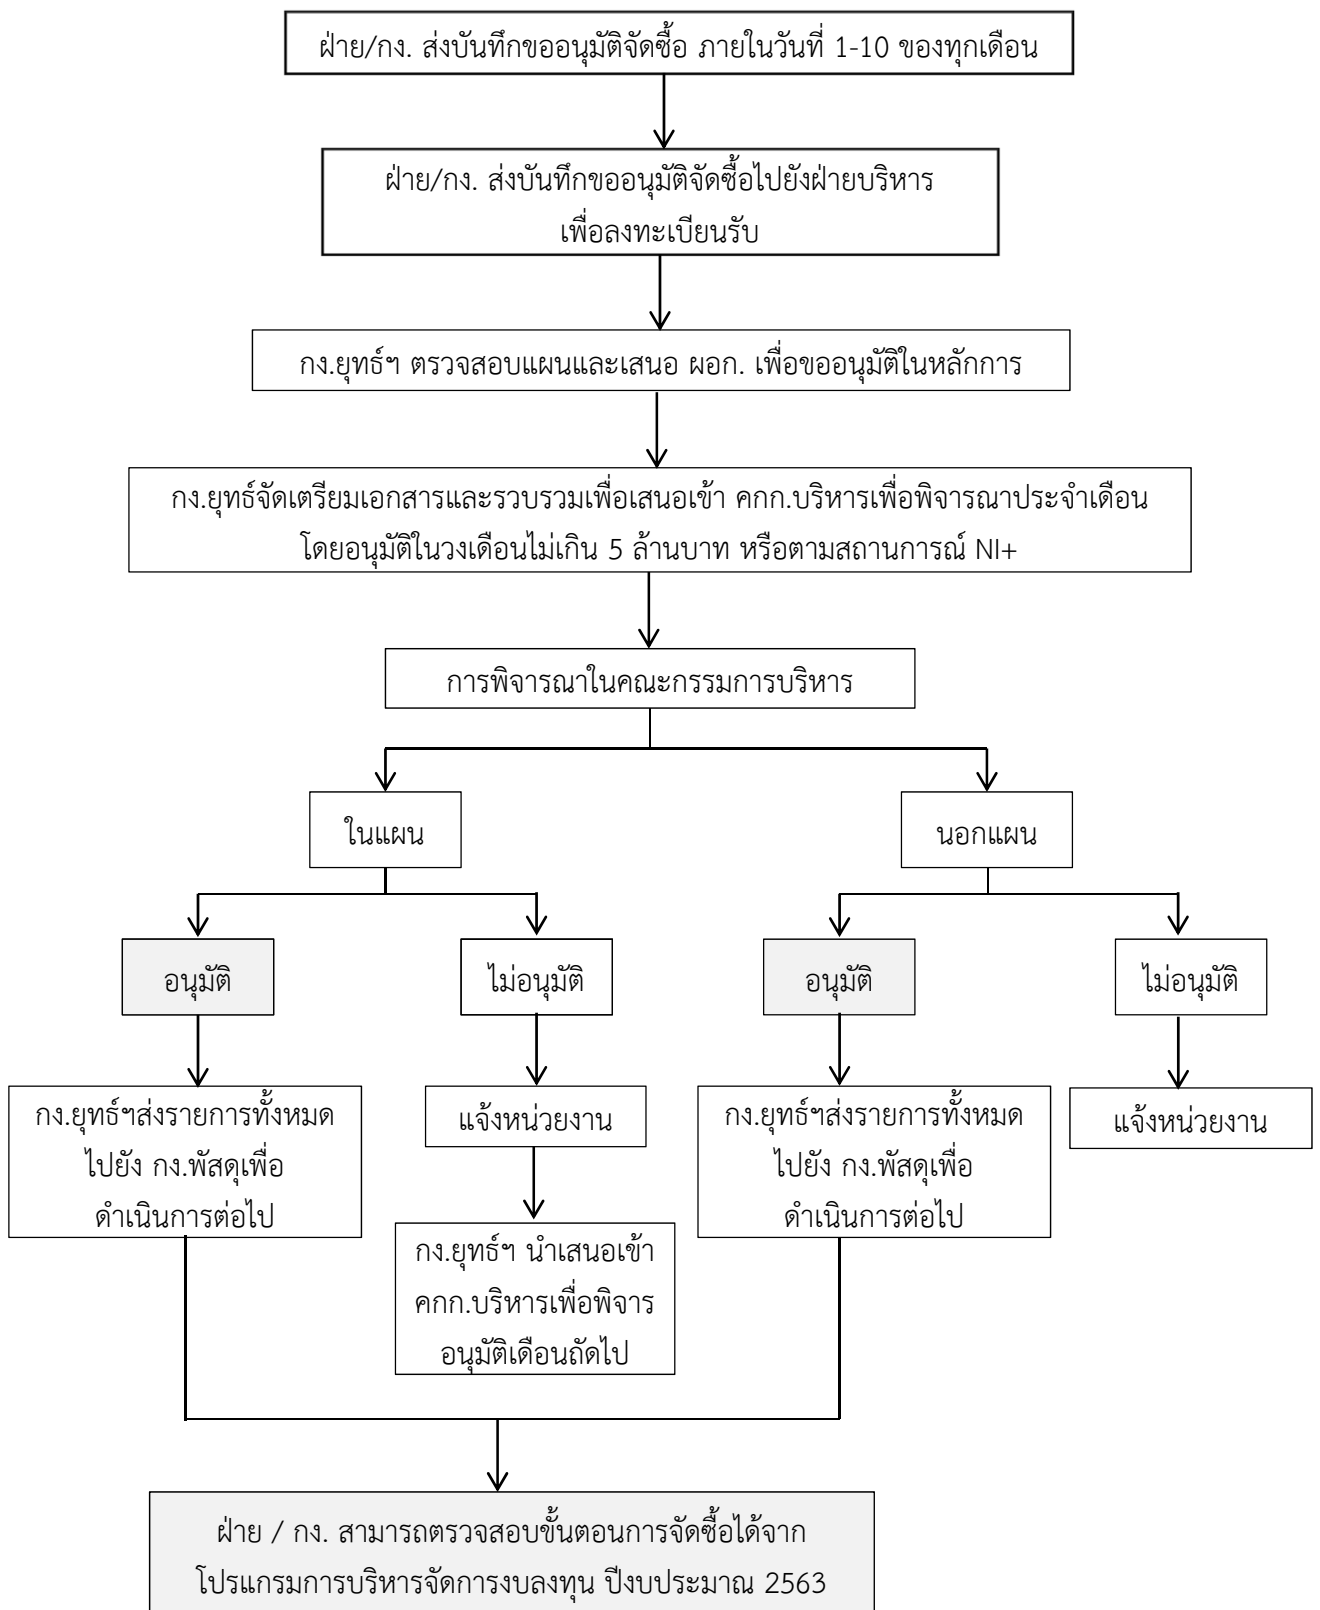 ฝ่าย/กง. ส่งบันทึกขออนุมัติจัดซื้อ ภายในวันที่ 1-10 ของทุกเดือน
ฝ่าย/กง. ส่งบันทึกขออนุมัติจัดซื้อไปยังฝ่ายบริหาร
เพื่อลงทะเบียนรับ
กง.ยุทธ์ฯ ตรวจสอบแผนและเสนอ ผอก. เพื่อขออนุมัติในหลักการ
กง.ยุทธ์จัดเตรียมเอกสารและรวบรวมเพื่อเสนอเข้า คกก.บริหารเพื่อพิจารณาประจำเดือน
โดยอนุมัติในวงเดือนไม่เกิน 5 ล้านบาท หรือตามสถานการณ์ NI+
การพิจารณาในคณะกรรมการบริหาร
ในแผน
นอกแผน
อนุมัติ
ไม่อนุมัติ
อนุมัติ
ไม่อนุมัติ
กง.ยุทธ์ฯส่งรายการทั้งหมด
ไปยัง กง.พัสดุเพื่อ
ดำเนินการต่อไป
แจ้งหน่วยงาน
กง.ยุทธ์ฯ นำเสนอเข้า
คกก.บริหารเพื่อพิจาร
อนุมัติเดือนถัดไป
กง.ยุทธ์ฯส่งรายการทั้งหมด
ไปยัง กง.พัสดุเพื่อ
ดำเนินการต่อไป
แจ้งหน่วยงาน
ฝ่าย / กง. สามารถตรวจสอบขั้นตอนการจัดซื้อได้จาก
โปรแกรมการบริหารจัดการงบลงทุน ปีงบประมาณ 2563